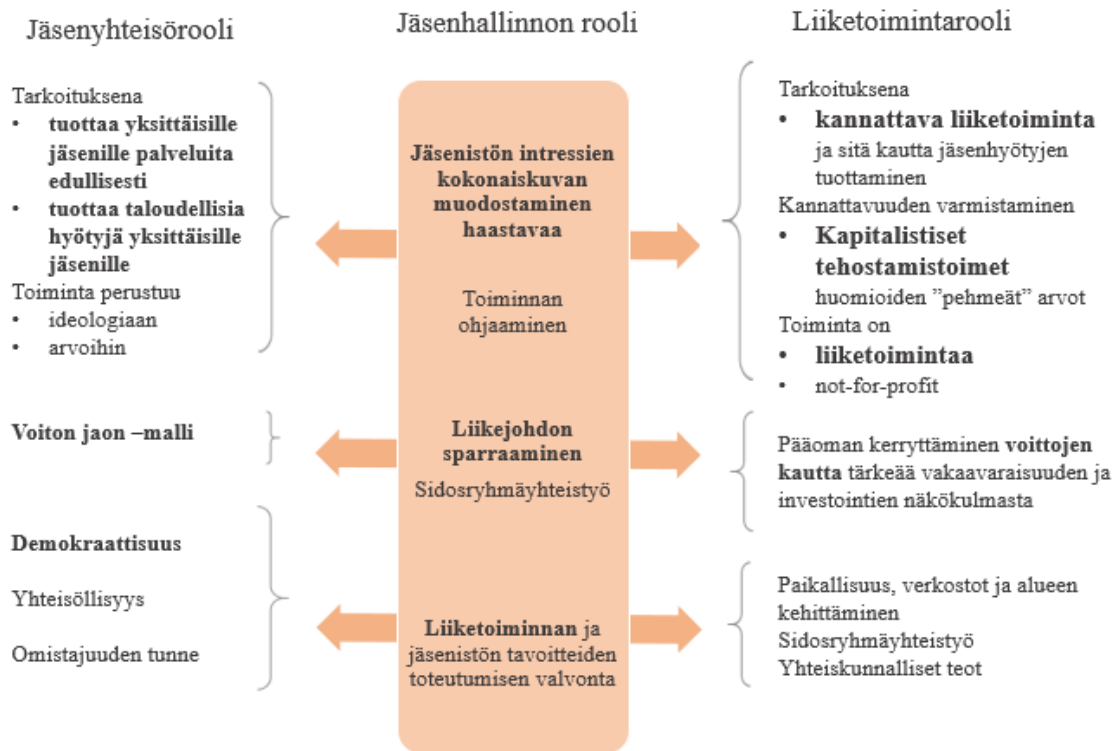 Jäsenyhteisörooli
Tarkoituksena
• tuottaa yksittäisille
jäsenille palveluita
edullisesti
• tuottaa taloudellisia
hyötyjä yksittäisille
jäsenille
Toiminta perustuu
• ideologiaan
• arvoihin
Voiton jaon –malli
Demokraattisuus
Yhteisöllisyys
Omistajuuden tunne
Jäsenhallinnon rooli
Jäsenistön intressien
kokonaiskuvan
muodostaminen
haastavaa
Toiminnan
ohjaaminen
Liikejohdon
sparraaminen
Sidosryhmäyhteistyö
Liiketoiminnan ja
jäsenistön tavoitteiden
toteutumisen valvonta
Liiketoimintarooli
Tarkoituksena
• kannattava liiketoiminta
ja sitä kautta jäsenhyötyjen
tuottaminen
Kannattavuuden varmistaminen
• Kapitalistiset
tehostamistoimet
huomioiden ”pehmeät” arvot
Toiminta on
• liiketoimintaa
• not-for-profit
Pääoman kerryttäminen voittojen
kautta tärkeää vakaavaraisuuden ja
investointien näkökulmasta
Paikallisuus, verkostot ja alueen
kehittäminen
Sidosryhmäyhteistyö
Yhteiskunnalliset teot